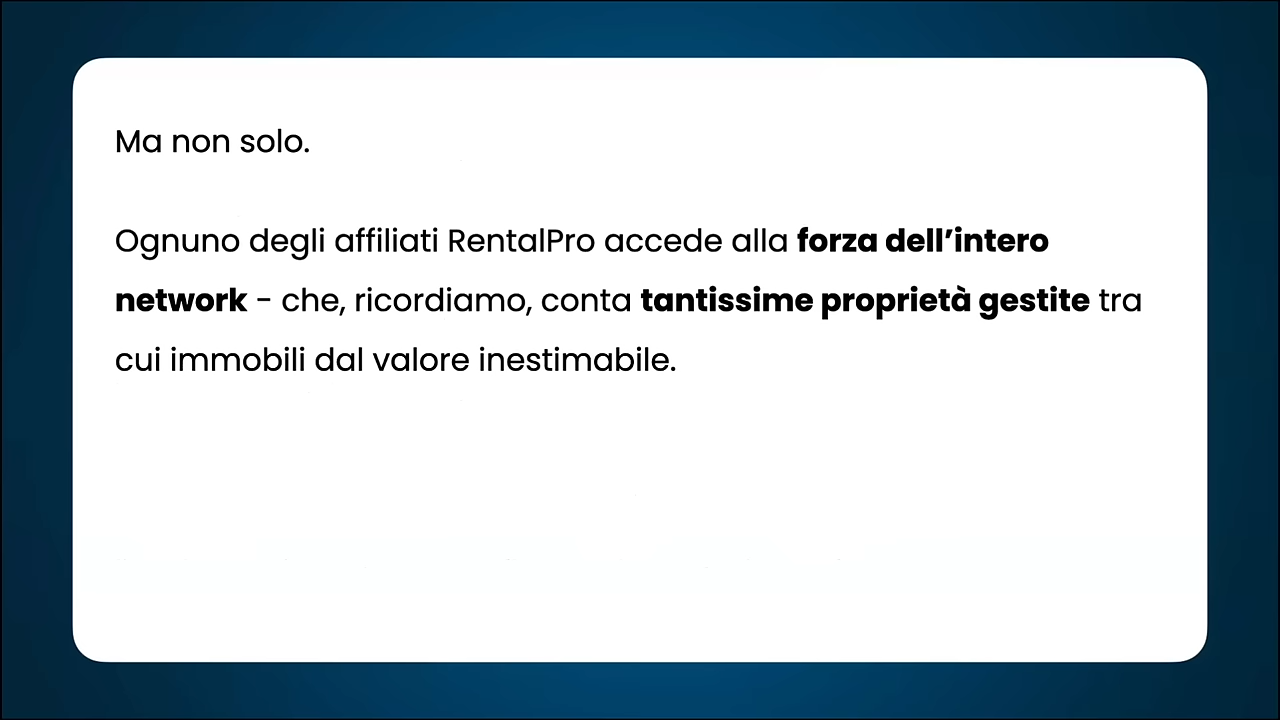 Ma non solo.
Ognuno degli affiliati RentalPro accede alla forza dell’intero
network - che, ricordiamo, conta tantissime proprietà gestite tra
cui immobili dal valore inestimabile.